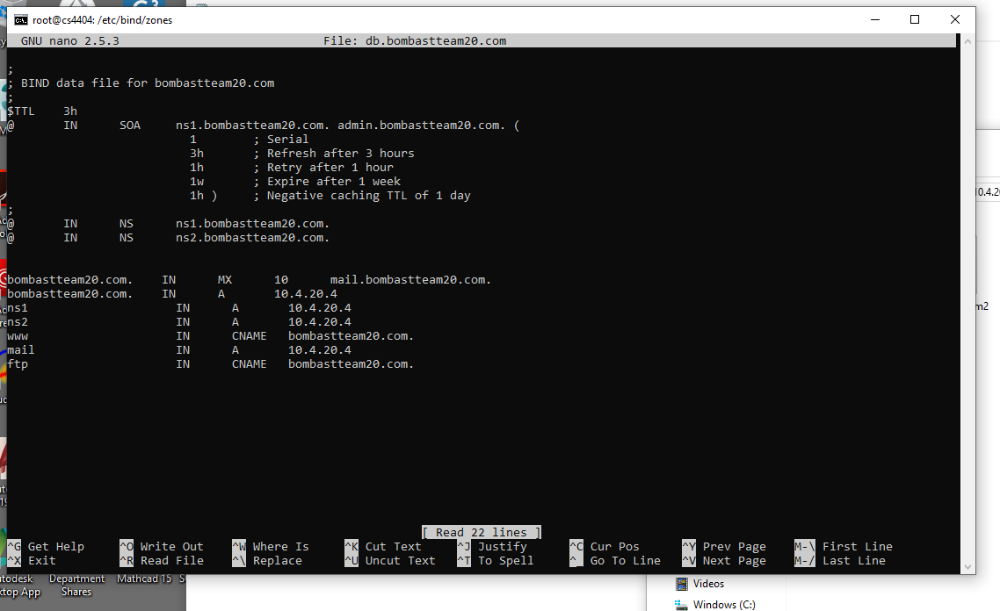 root@cs4404: /etc/bind/zones
GNU nano 2.5.3 File: db.bombastteam20.com
;
; BIND data file for bombastteam20.com
;
$TTL 3h
@ IN SOA ns1.bombastteam20.com. admin.bombastteam20.com. (
1 ; Serial
3h ; Refresh after 3 hours
1h ; Retry after 1 hour
1w ; Expire after 1 week
1h ) ; Negative caching TTL of 1 day
;
@ IN NS ns1.bombastteam20.com.
@ IN NS ns2.bombastteam20.com.
bombastteam20.com. IN MX 10 mail.bombastteam20.com.
bombastteam20.com. IN A 10.4.20.4
ns1 IN A 10.4.20.4
ns2 IN A 10.4.20.4
www IN CNAME bombastteam20.com.
mail IN A 10.4.20.4
ftp IN CNAME bombastteam20.com.
[ Read 22 lines ]
^G Get Help ^O Write Out ^W Where Is ^K Cut Text ^J Justify ^C Cur Pos ^Y Prev Page M-\ First Line
^X Exit ^R Read File ^\ Replace ^U Uncut Text ^T To Spell ^_ Go To Line ^V Next Page M-/ Last Line
Department Mathcad 15
Shares
Videos
Windows (C:)